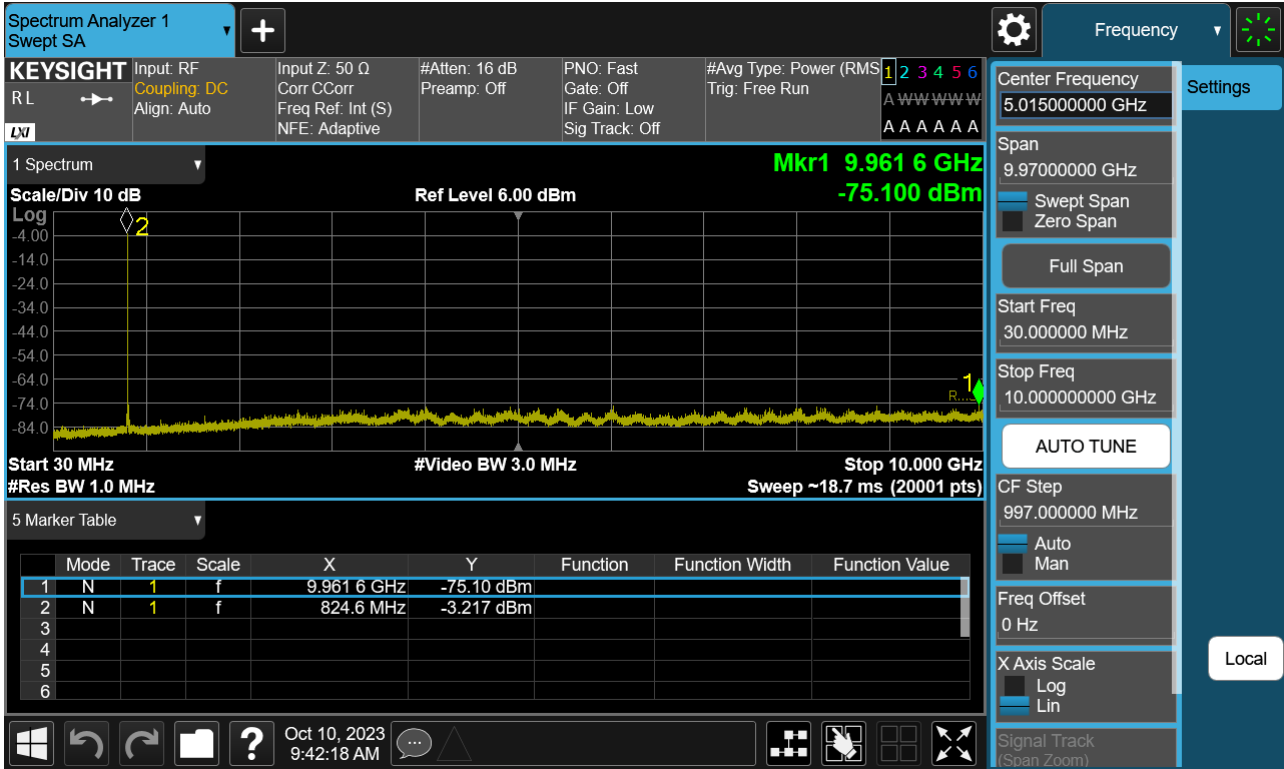 Spectrum Analyzer 1
Swept SA
Frequency
KEYSIGHT
R L
LXI
Input: RF
Coupling: DC
Align: Auto
Input Z: 50 Ω
Corr CCorr
Freq Ref: Int (S)
NFE: Adaptive
#Atten: 16 dB
Preamp: Off
PNO: Fast
Gate: Off
IF Gain: Low
Sig Track: Off
#Avg Type: Power (RMS
Trig: Free Run
1 2 3 4 5 6
A W W W W W
A A A A A A
1 Spectrum
Mkr1 9.961 6 GHz
-75.100 dBm
Scale/Div 10 dB
Ref Level 6.00 dBm
Log
-4.00
-14.0
-24.0
-34.0
-44.0
-54.0
-64.0
-74.0
-84.0
2
1
Start 30 MHz
#Video BW 3.0 MHz
Stop 10.000 GHz
#Res BW 1.0 MHz
Sweep ~18.7 ms (20001 pts)
5 Marker Table
Mode Trace Scale X Y Function Function Width Function Value
1 N 1 f 9.961 6 GHz -75.10 dBm
2 N 1 f 824.6 MHz -3.217 dBm
3
4
5
6
Oct 10, 2023
9:42:18 AM
Center Frequency
5.015000000 GHz
Settings
Span
9.97000000 GHz
Swept Span
Zero Span
Full Span
Start Freq
30.000000 MHz
Stop Freq
10.000000000 GHz
AUTO TUNE
CF Step
997.000000 MHz
Auto
Man
Freq Offset
0 Hz
X Axis Scale
Log
Lin
Local
Signal Track
(Span Zoom)